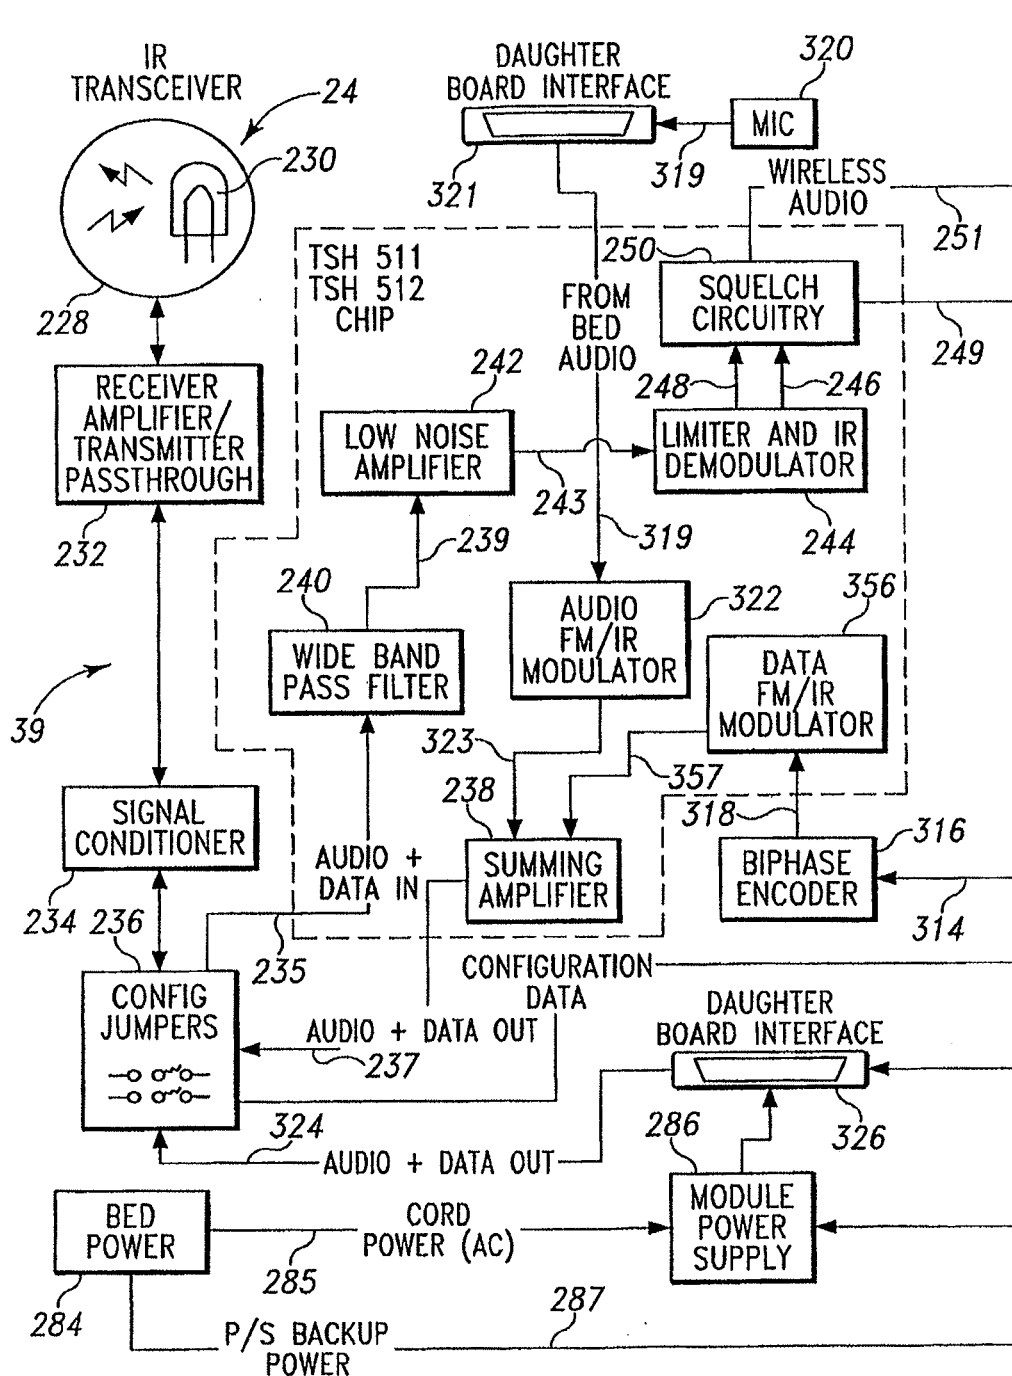 IR
TRANSCEIVER
24
230
228
DAUGHTER
BOARD INTERFACE
321
320
MIC
319
WIRELESS
AUDIO
251
TSH 511
TSH 512
CHIP
FROM
BED
AUDIO
250
SQUELCH
CIRCUITRY
249
248
246
RECEIVER
AMPLIFIER/
TRANSMITTER
PASSTHROUGH
232
242
LOW NOISE
AMPLIFIER
243
LIMITER AND IR
DEMODULATOR
244
239
319
240
WIDE BAND
PASS FILTER
AUDIO
FM/IR
MODULATOR
322
356
DATA
FM/IR
MODULATOR
39
323
357
238
318
316
SIGNAL
CONDITIONER
234
AUDIO +
DATA IN
SUMMING
AMPLIFIER
BIPHASE
ENCODER
314
236
235
CONFIG
JUMPERS
CONFIGURATION
DATA
AUDIO + DATA OUT
237
DAUGHTER
BOARD INTERFACE
326
324
AUDIO + DATA OUT
286
BED
POWER
284
CORD
POWER (AC)
285
MODULE
POWER
SUPPLY
287
P/S BACKUP
POWER